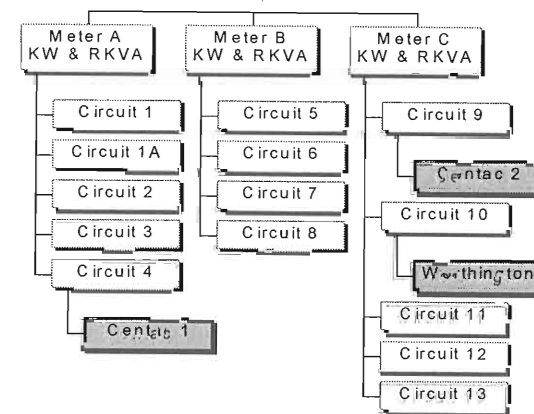 Meter A
KW & RKVA
Circuit 1
Circuit 1A
Circuit 2
Circuit 3
Circuit 4
Centac 1
Meter B
KW & RKVA
Circuit 5
Circuit 6
Circuit 7
Circuit 8
Meter C
KW & RKVA
Circuit 9
Centac 2
Circuit 10
Worthington
Circuit 11
Circuit 12
Circuit 13